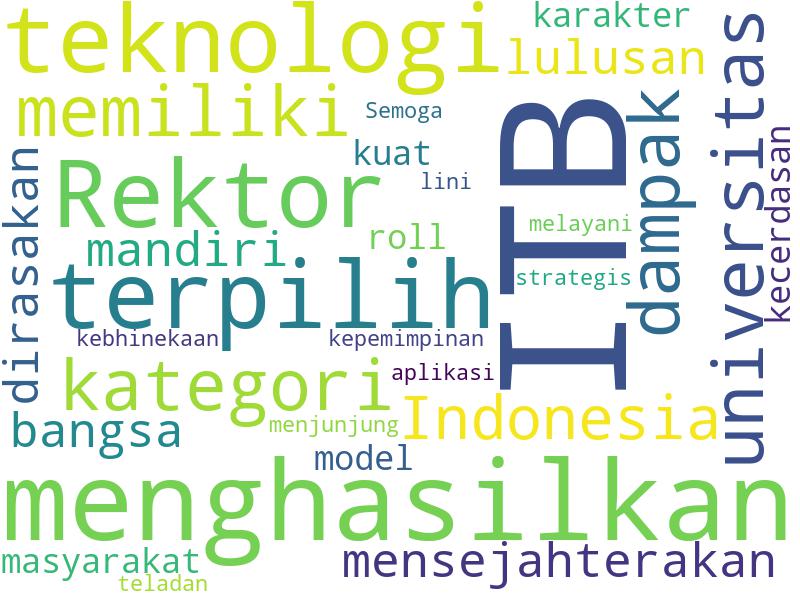 teknologi
karakter
lulusan
memiliki
Semoga
kuat
lini
Rektor
ITB
dampak
universitas
kecerdasan
dirasakan
mandiri
roll
melayani
strategis
terpilih
kebhinekaan
kepemimpinan
aplikasi
kategori
menjunjung
Indonesia
bangsa
model
menghasilkan
masyarakat
mensejahterakan
teladan